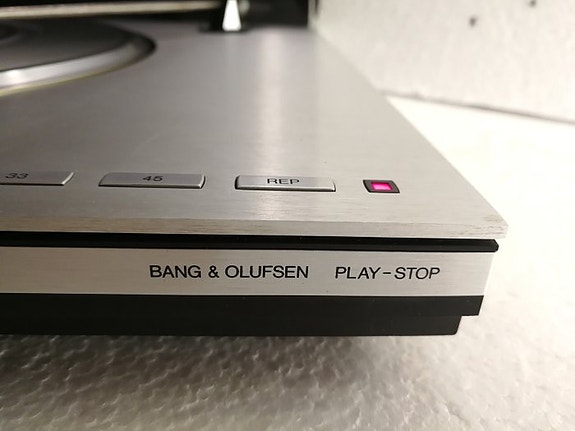 33 45 REP
BANG & OLUFSEN PLAY-STOP